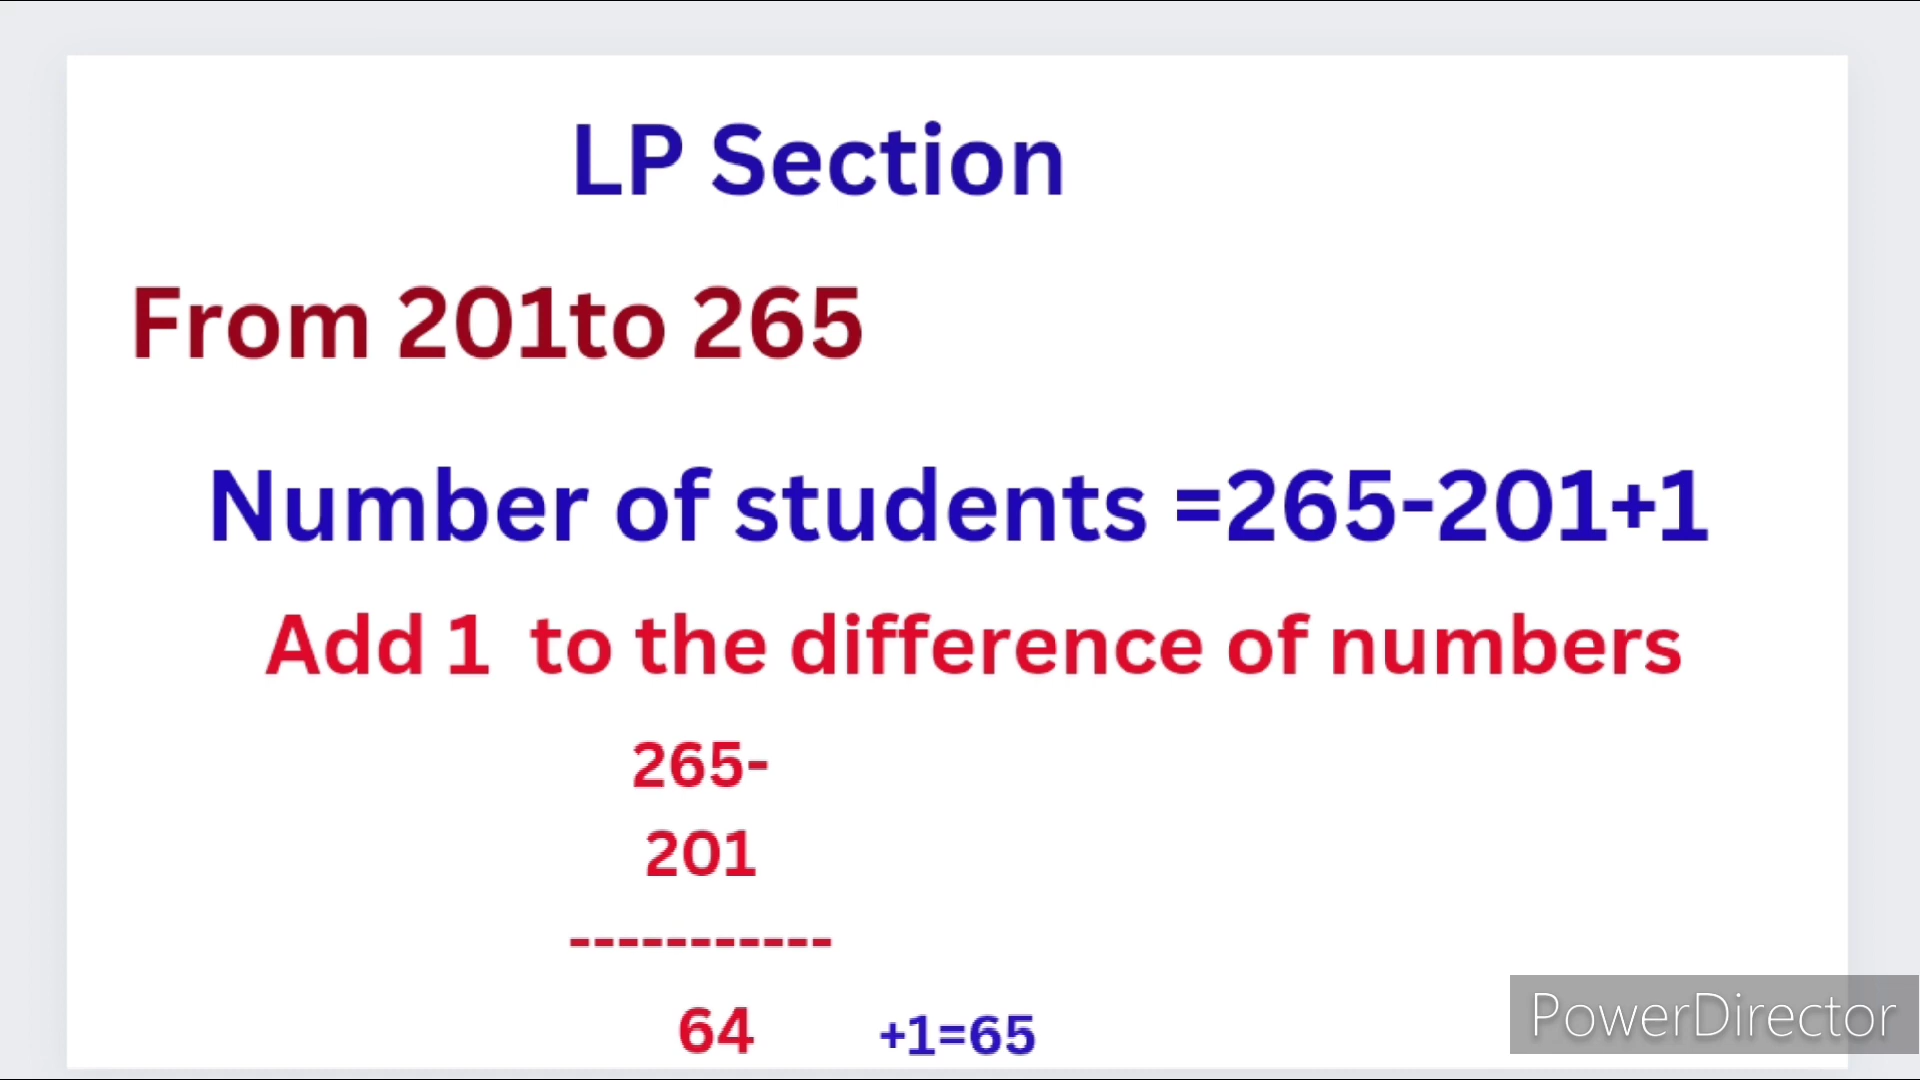 LP Section
From 201to 265
Number of students =265-201+1
Add 1 to the difference of numbers
265-
201
-----------
64 +1=65
PowerDirector